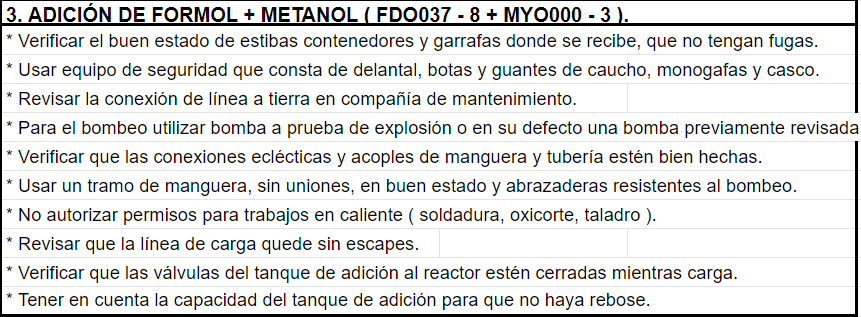 3. ADICIÓN DE FORMOL + METANOL ( FDO037 - 8 + MYO000 - 3 ).
* Verificar el buen estado de estibas contenedores y garrafas donde se recibe, que no tengan fugas.
* Usar equipo de seguridad que consta de delantal, botas y guantes de caucho, monogafas y casco.
* Revisar la conexión de línea a tierra en compañía de mantenimiento.
* Para el bombeo utilizar bomba a prueba de explosión o en su defecto una bomba previamente revisada
* Verificar que las conexiones eclécticas y acoples de manguera y tubería estén bien hechas.
* Usar un tramo de manguera, sin uniones, en buen estado y abrazaderas resistentes al bombeo.
* No autorizar permisos para trabajos en caliente ( soldadura, oxicorte, taladro ).
* Revisar que la línea de carga quede sin escapes.
* Verificar que las válvulas del tanque de adición al reactor estén cerradas mientras carga.
* Tener en cuenta la capacidad del tanque de adición para que no haya rebose.